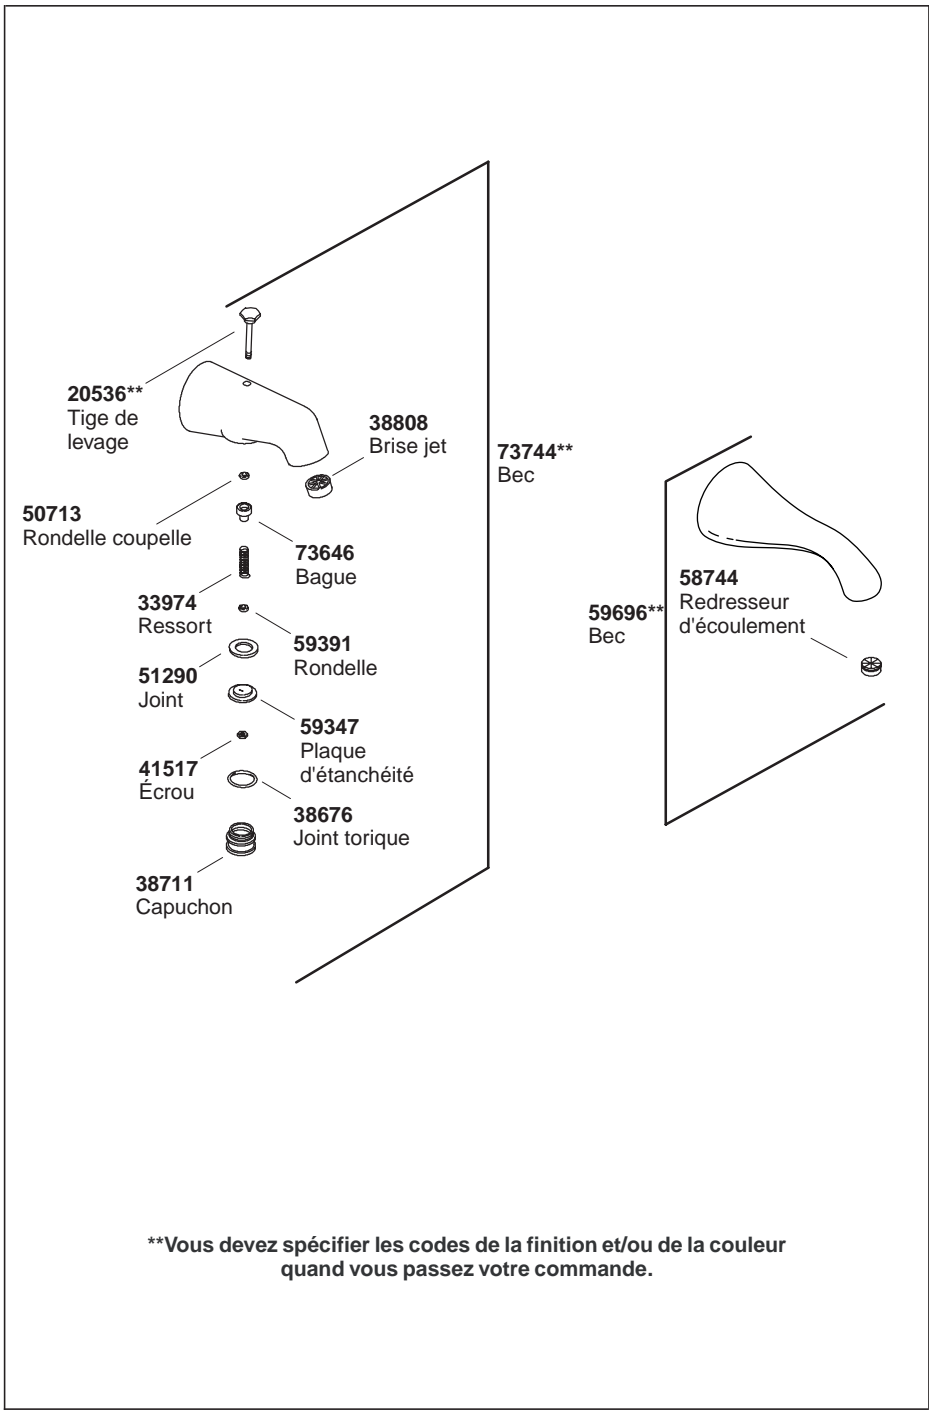 20536**
Tige de
levage
38808
Brise jet
73744**
Bec
50713
Rondelle coupelle
73646
Bague
33974
Ressort
59391
Rondelle
51290
Joint
59347
Plaque
d'étanchéité
41517
Écrou
38676
Joint torique
38711
Capuchon
58744
Redresseur
d'écoulement
59696**
Bec
**Vous devez spécifier les codes de la finition et/ou de la couleur
quand vous passez votre commande.